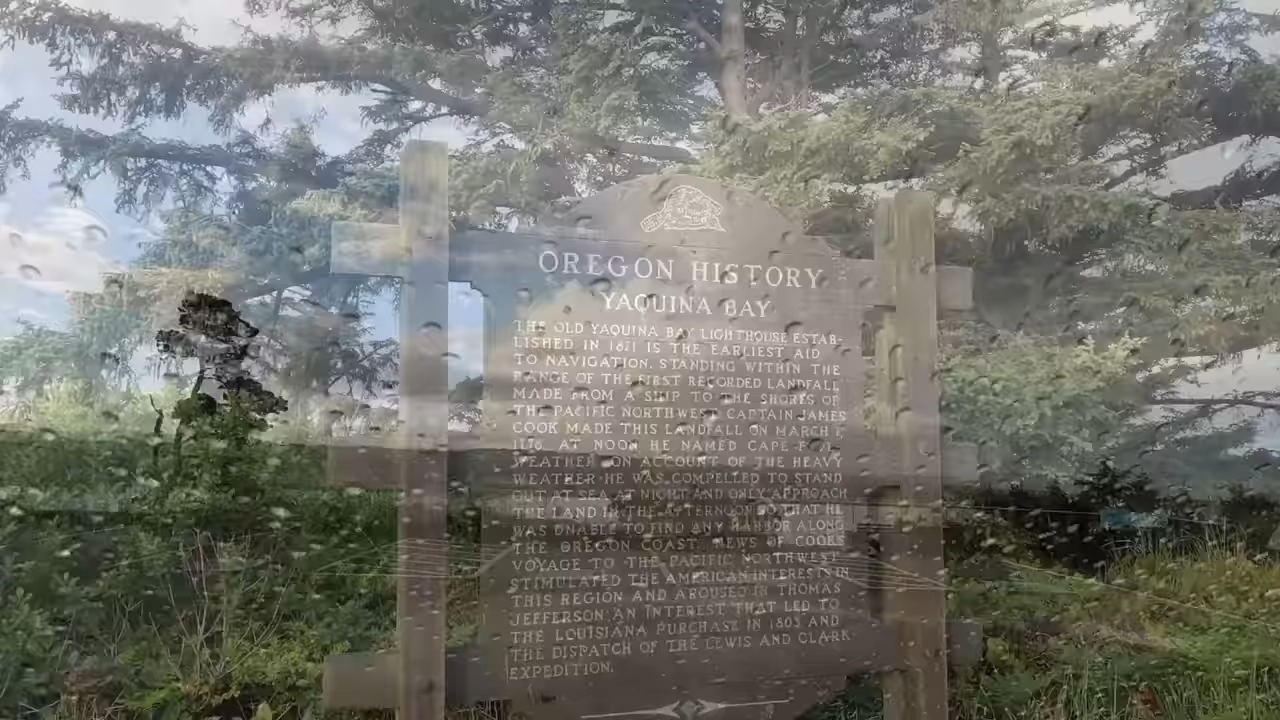 OREGON HISTORY
YAQUINA BAY
THE OLD YAQUINA BAY LIGHTHOUSE ESTAB-
LISHED IN 1871 IS THE EARLIEST AID
TO NAVIGATION. STANDING WITHIN THE
RANGE OF THE FIRST RECORDED LANDFALL
MADE FROM A SHIP TO THE SHORES OF
THE PACIFIC NORTHWEST. CAPTAIN JAMES
COOK MADE THIS LANDFALL ON MARCH 7,
1778. AT NOON HE NAMED CAPE FOUL-
WEATHER ON ACCOUNT OF THE HEAVY
WEATHER. HE WAS COMPELLED TO STAND
OUT AT SEA AT NIGHT AND ONLY APPROACH
THE LAND IN THE AFTERNOON SO THAT HE
WAS UNABLE TO FIND ANY HARBOR ALONG
THE OREGON COAST. NEWS OF COOKS
VOYAGE TO THE PACIFIC NORTHWEST
STIMULATED THE AMERICAN INTERESTS IN
THIS REGION AND AROUSED IN THOMAS
JEFFERSON AN INTEREST THAT LED TO
THE LOUISIANA PURCHASE IN 1803 AND
THE DISPATCH OF THE LEWIS AND CLARK
EXPEDITION.